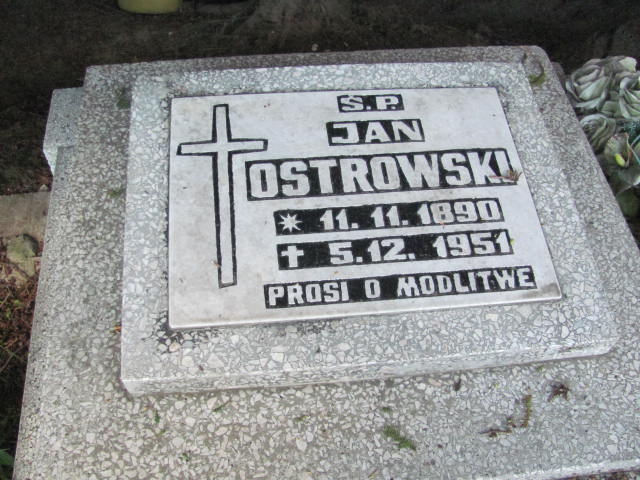 Ś.P.
JAN
OSTROWSKI
* 11. 11. 1890
✝ 5. 12. 1951
PROSI O MODLITWĘ